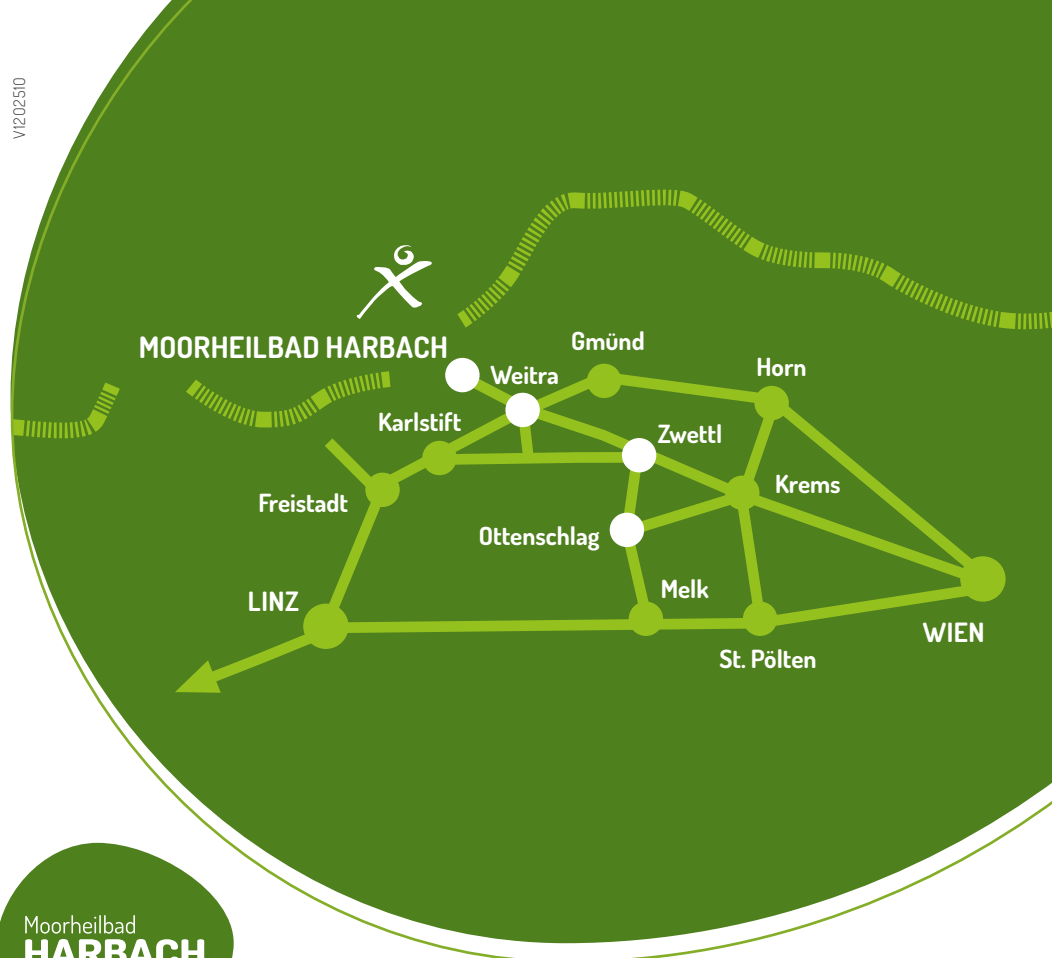 V1202510
Gmünd
MOORHEILBAD HARBACH
Horn
Weitra
Karlstift
Zwettl
Krems
Freistadt
Ottenschlag
Melk
LINZ
WIEN
St. Pölten
Moorheilbad
HARBACH